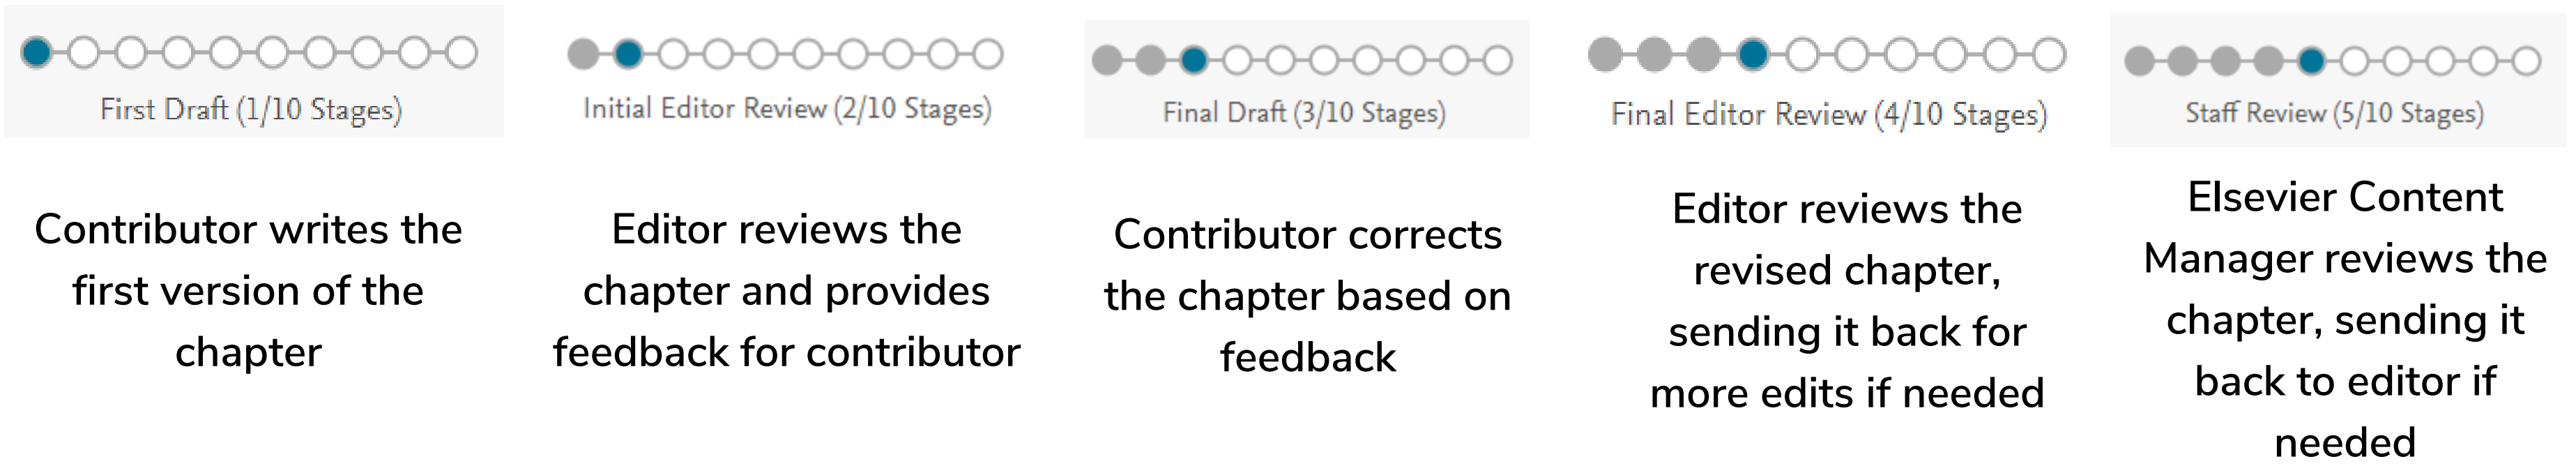 First Draft (1/10 Stages)
Contributor writes the
first version of the
chapter
Initial Editor Review (2/10 Stages)
Editor reviews the
chapter and provides
feedback for contributor
Final Draft (3/10 Stages)
Contributor corrects
the chapter based on
feedback
Final Editor Review (4/10 Stages)
Editor reviews the
revised chapter,
sending it back for
more edits if needed
Staff Review (5/10 Stages)
Elsevier Content
Manager reviews the
chapter, sending it
back to editor if
needed